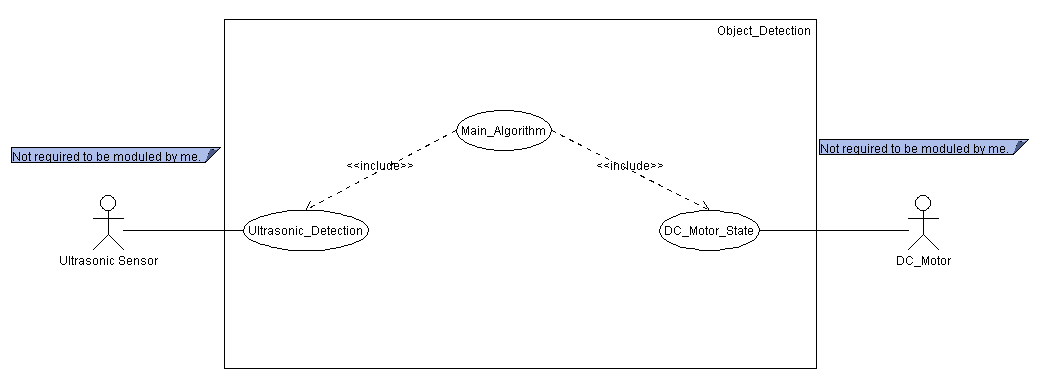 Object_Detection
Main_Algorithm
Not required to be moduled by me.
Not required to be moduled by me.
<<include>>
<<include>>
Ultrasonic_Detection
DC_Motor_State
Ultrasonic Sensor
DC_Motor